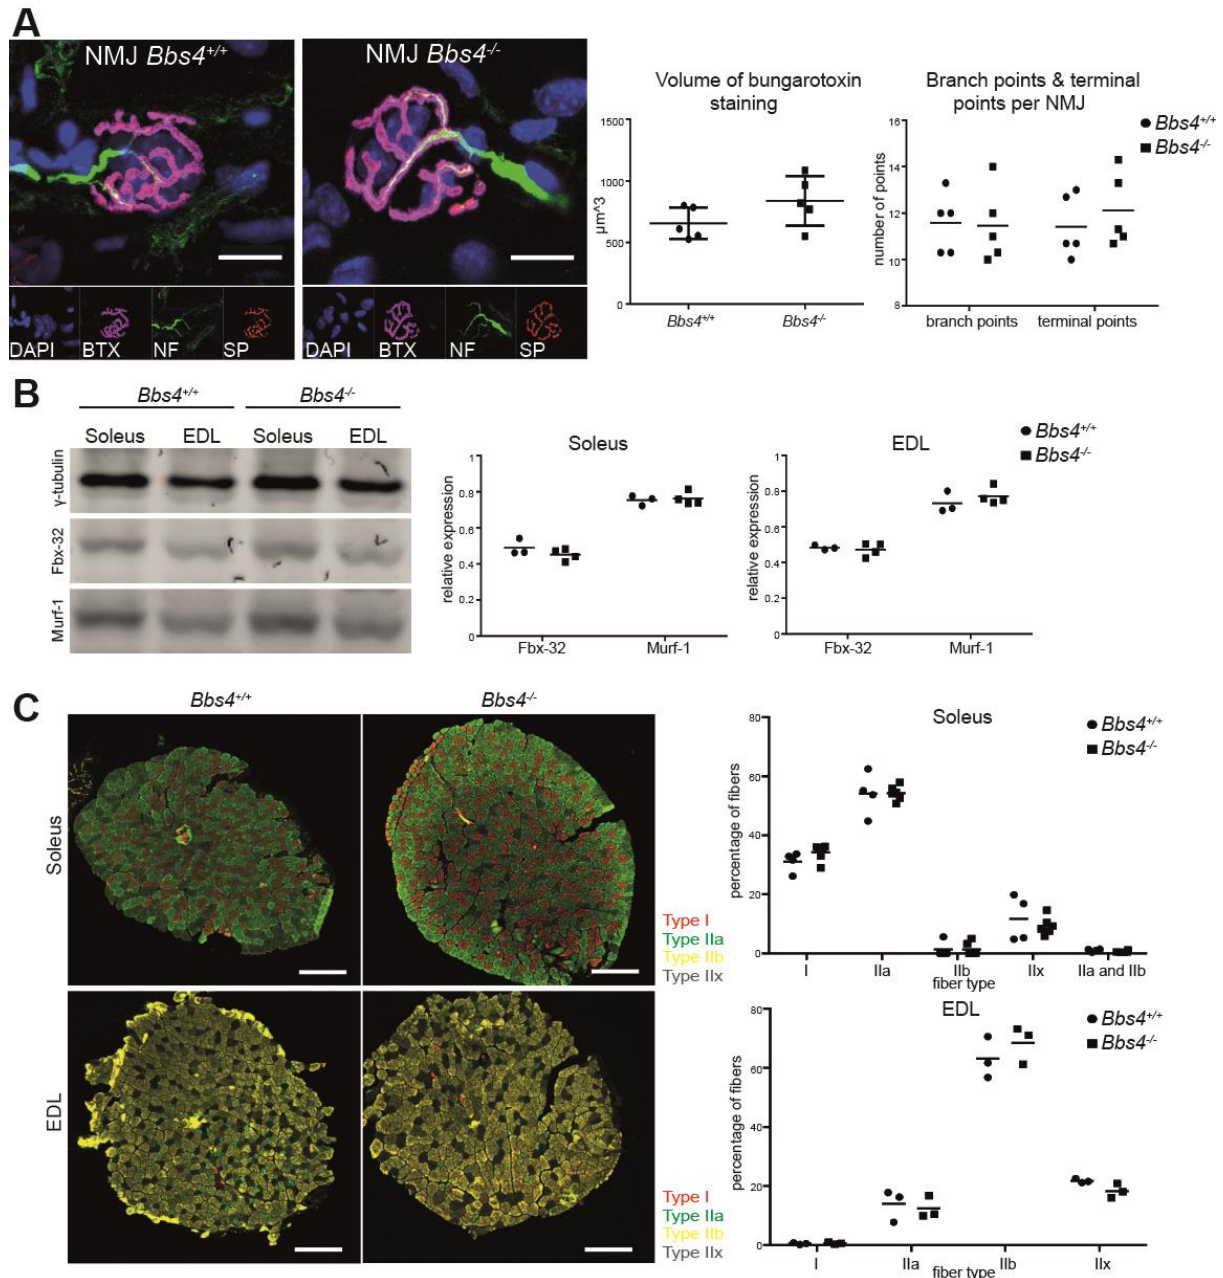 A
NMJ Bbs4+/+
NMJ Bbs4-/-
DAPI BTX NF SP
DAPI BTX NF SP
Volume of bungarotoxin
staining
1500
1000
500
0
µm^3
Bbs4+/+ Bbs4-/-
Branch points & terminal
points per NMJ
Bbs4+/+
Bbs4-/-
16
14
12
10
8
number of points
branch points terminal points
B
Bbs4+/+ Bbs4-/-
Soleus EDL Soleus EDL
γ-tubulin
Fbx-32
Murf-1
Soleus
1
0.8
0.6
0.4
0.2
0
relative expression
Fbx-32 Murf-1
EDL
Bbs4+/+
Bbs4-/-
1
0.8
0.6
0.4
0.2
0
relative expression
Fbx-32 Murf-1
C
Bbs4+/+ Bbs4-/-
Soleus
Type I
Type IIa
Type IIb
Type IIx
Soleus
Bbs4+/+
Bbs4-/-
80
60
40
20
0
percentage of fibers
I IIa IIb IIx IIa and IIb
fiber type
EDL
Type I
Type IIa
Type IIb
Type IIx
EDL
Bbs4+/+
Bbs4-/-
80
60
40
20
0
percentage of fibers
I IIa IIb IIx
fiber type